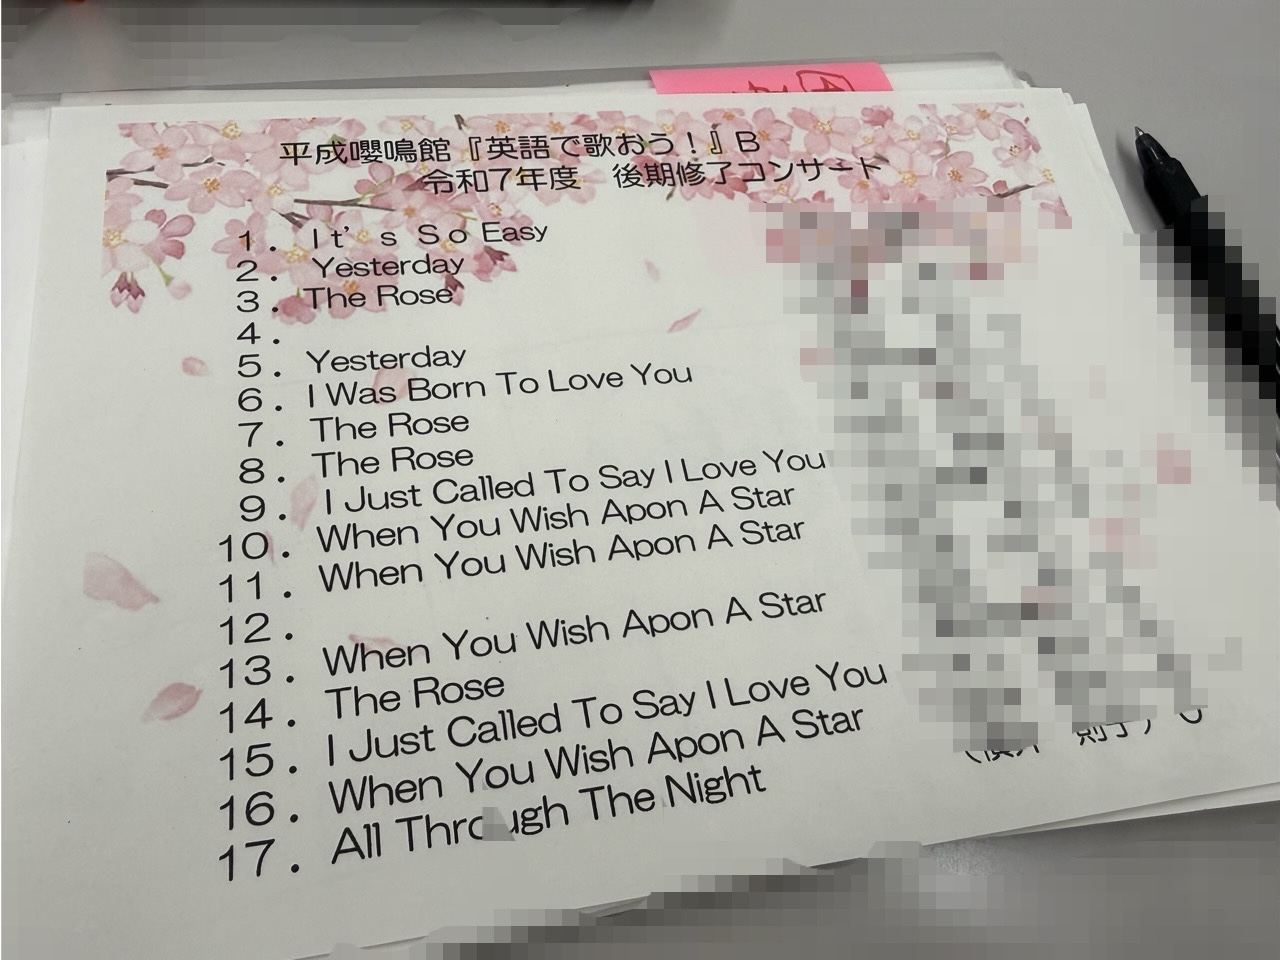 平成嚶鳴館『英語で歌おう！』B
令和7年度　後期修了コンサート
1. It's So Easy
2. Yesterday
3. The Rose
4.
5. Yesterday
6. I Was Born To Love You
7. The Rose
8. The Rose
9. I Just Called To Say I Love You
10. When You Wish Apon A Star
11. When You Wish Apon A Star
12.
13. When You Wish Apon A Star
14. The Rose
15. I Just Called To Say I Love You
16. When You Wish Apon A Star
17. All Through The Night